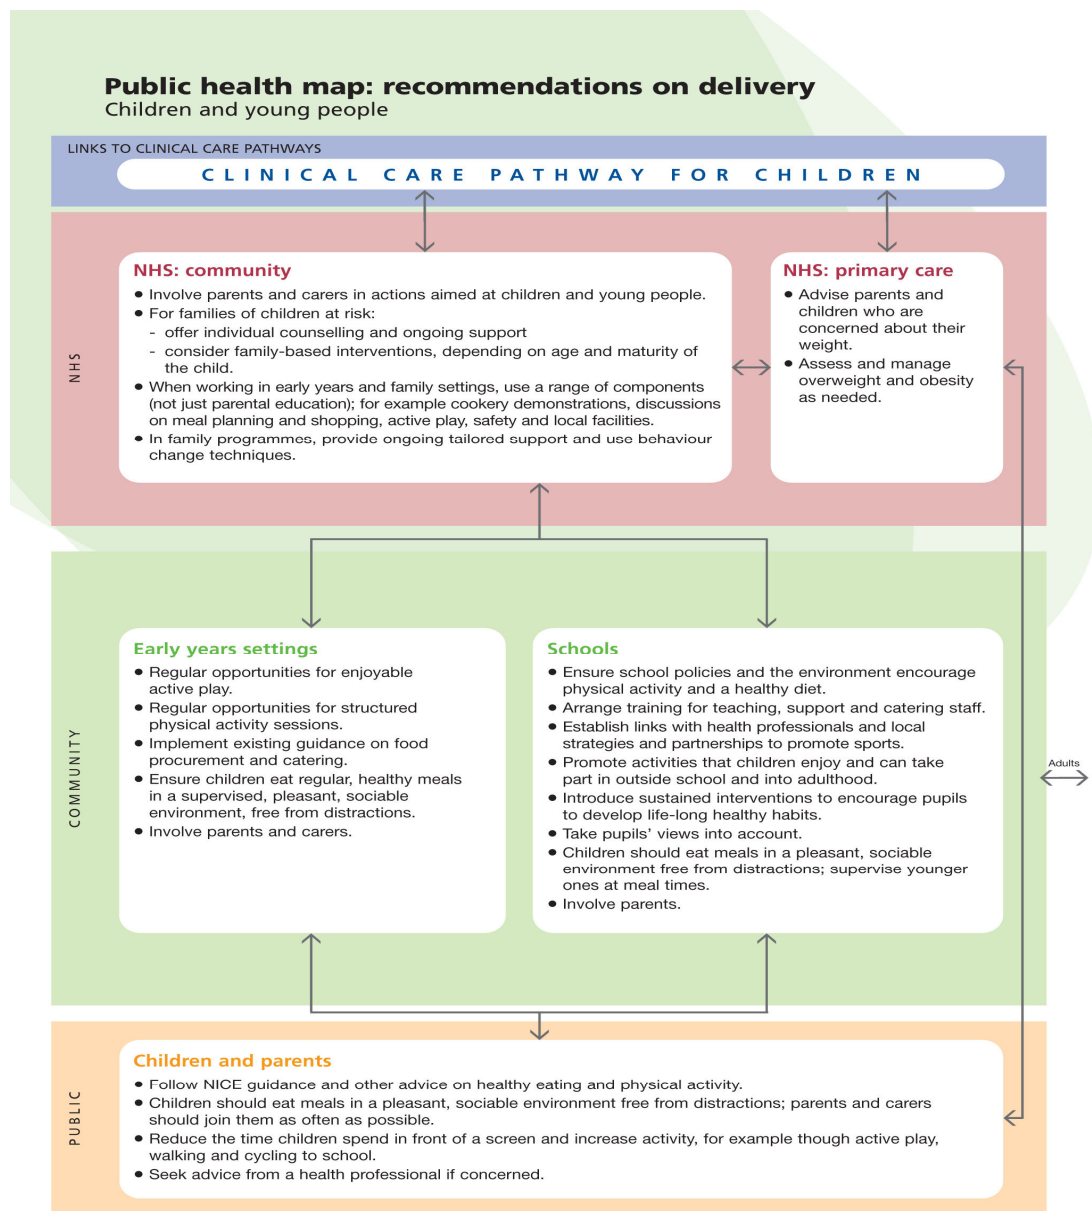 Public health map: recommendations on delivery
Children and young people
LINKS TO CLINICAL CARE PATHWAYS
CLINICAL CARE PATHWAY FOR CHILDREN
NHS
NHS: community
• Involve parents and carers in actions aimed at children and young people.
• For families of children at risk:
- offer individual counselling and ongoing support
- consider family-based interventions, depending on age and maturity of
the child.
• When working in early years and family settings, use a range of components
(not just parental education); for example cookery demonstrations, discussions
on meal planning and shopping, active play, safety and local facilities.
• In family programmes, provide ongoing tailored support and use behaviour
change techniques.
NHS: primary care
• Advise parents and
children who are
concerned about their
weight.
• Assess and manage
overweight and obesity
as needed.
COMMUNITY
Early years settings
• Regular opportunities for enjoyable
active play.
• Regular opportunities for structured
physical activity sessions.
• Implement existing guidance on food
procurement and catering.
• Ensure children eat regular, healthy meals
in a supervised, pleasant, sociable
environment, free from distractions.
• Involve parents and carers.
Schools
• Ensure school policies and the environment encourage
physical activity and a healthy diet.
• Arrange training for teaching, support and catering staff.
• Establish links with health professionals and local
strategies and partnerships to promote sports.
• Promote activities that children enjoy and can take
part in outside school and into adulthood.
• Introduce sustained interventions to encourage pupils
to develop life-long healthy habits.
• Take pupils’ views into account.
• Children should eat meals in a pleasant, sociable
environment free from distractions; supervise younger
ones at meal times.
• Involve parents.
Adults
PUBLIC
Children and parents
• Follow NICE guidance and other advice on healthy eating and physical activity.
• Children should eat meals in a pleasant, sociable environment free from distractions; parents and carers
should join them as often as possible.
• Reduce the time children spend in front of a screen and increase activity, for example though active play,
walking and cycling to school.
• Seek advice from a health professional if concerned.